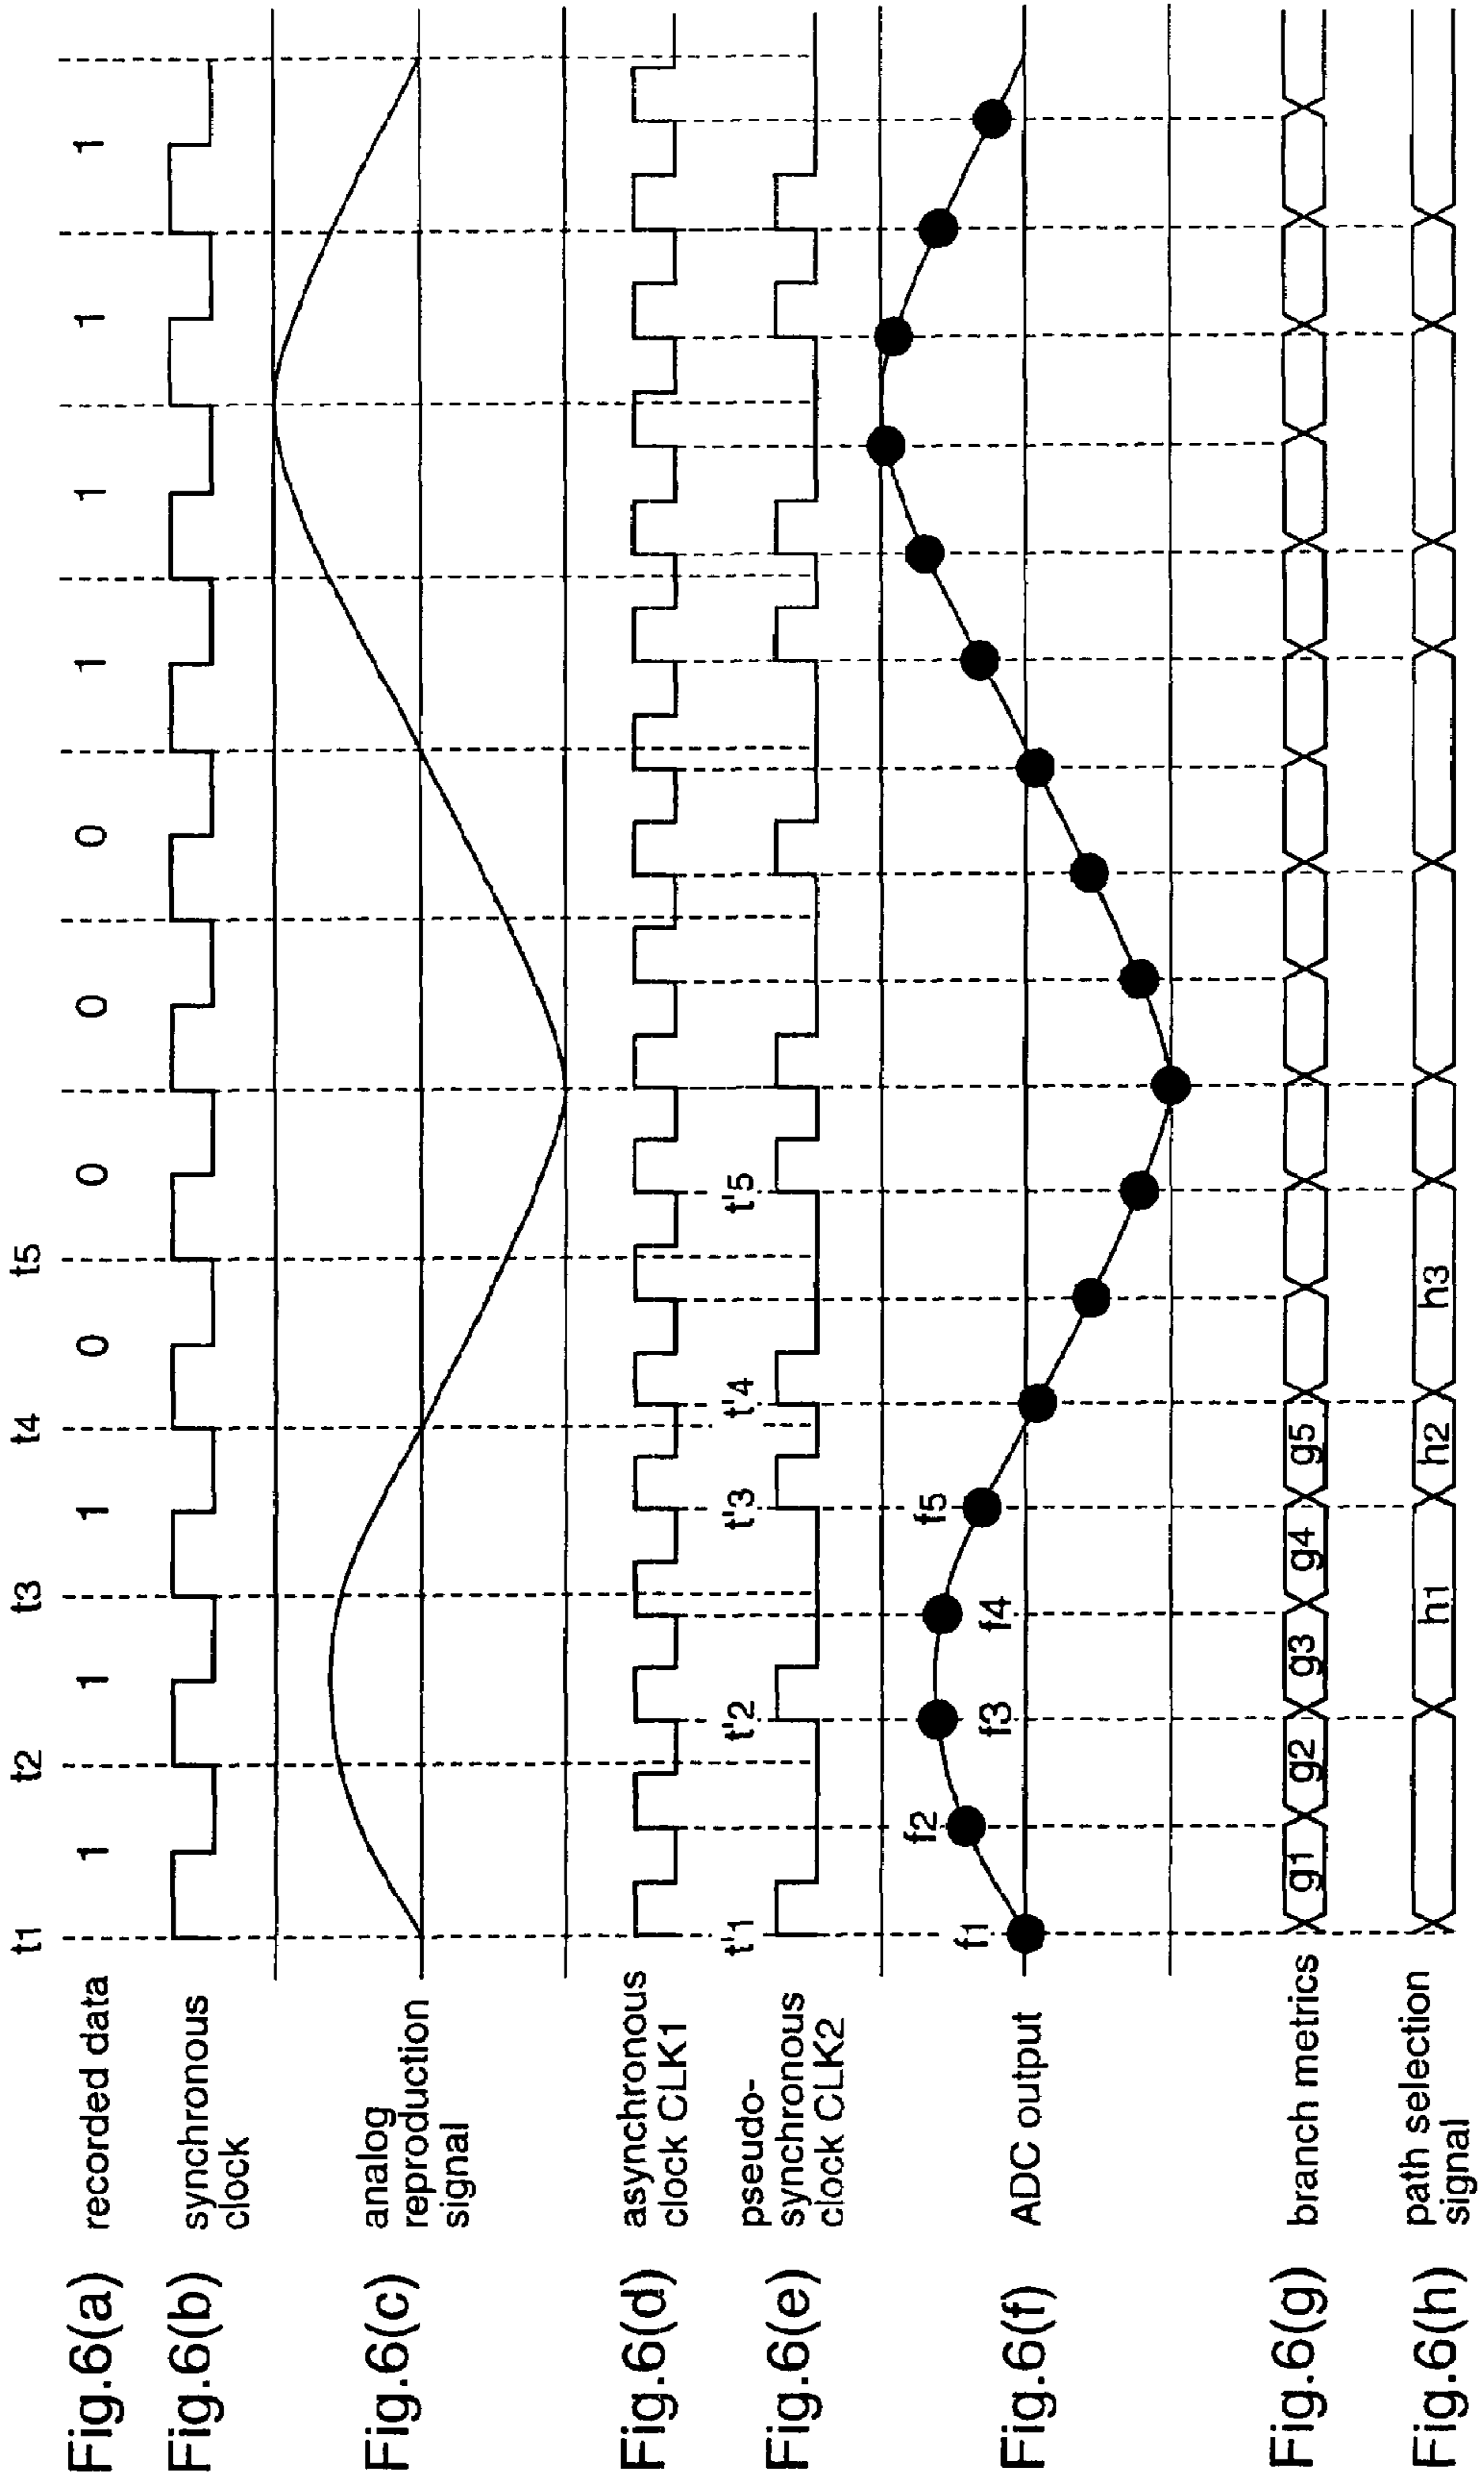 t1 t2 t3 t4 t5
Fig.6(a) recorded data 1 1 1 0 0 0 0 1 1 1 1
Fig.6(b) synchronous
clock
Fig.6(c) analog
reproduction
signal
Fig.6(d) asynchronous
clock CLK1
t'1 t'2 t'3 t'4 t'5
Fig.6(e) pseudo-
synchronous
clock CLK2
Fig.6(f) ADC output
f1 f2 f3 f4 f5
Fig.6(g) branch metrics g1 g2 g3 g4 g5
Fig.6(h) path selection
signal
h1 h2 h3